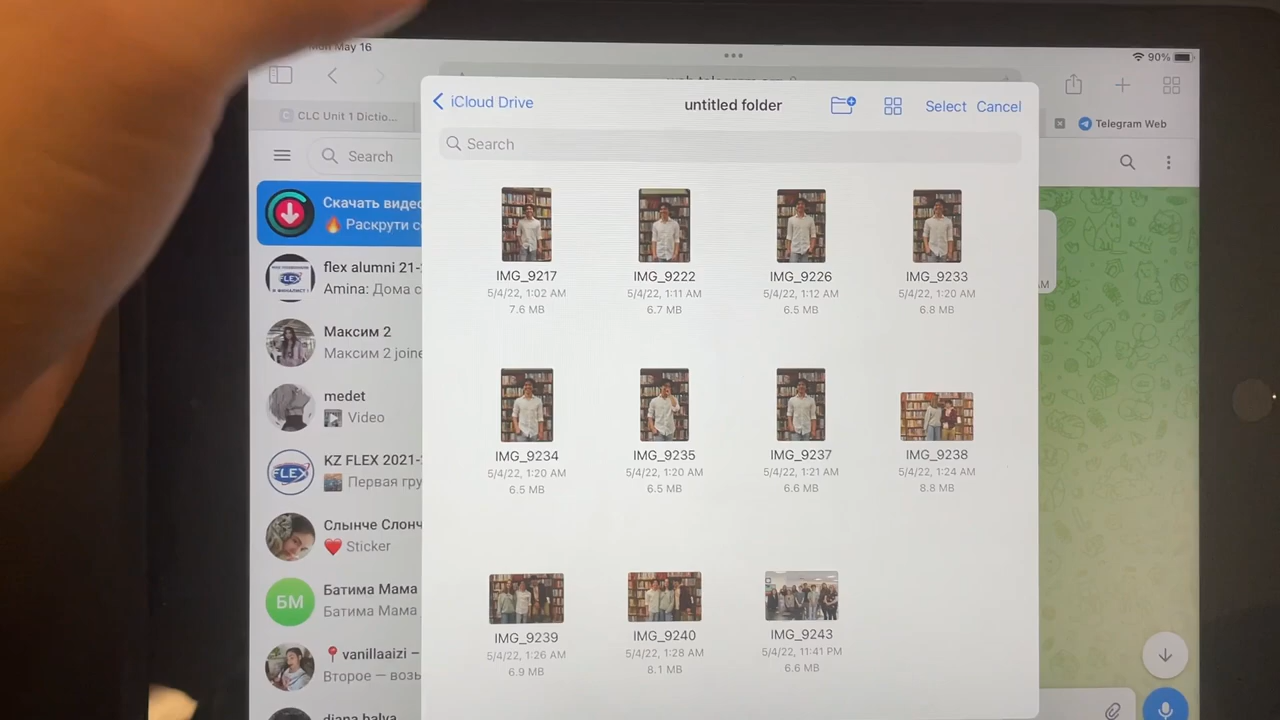 Mon May 16
90%
iCloud Drive
untitled folder
Select
Cancel
CLC Unit 1 Dictio...
Telegram Web
Search
Search
Скачать видес
🔥 Раскрути с
IMG_9217
5/4/22, 1:02 AM
7.6 MB
IMG_9222
5/4/22, 1:11 AM
6.7 MB
IMG_9226
5/4/22, 1:12 AM
6.5 MB
IMG_9233
5/4/22, 1:20 AM
6.8 MB
flex alumni 21-
Amina: Дома с
FLEX
Максим 2
Максим 2 joine
medet
Video
IMG_9234
5/4/22, 1:20 AM
6.5 MB
IMG_9235
5/4/22, 1:20 AM
6.5 MB
IMG_9237
5/4/22, 1:21 AM
6.6 MB
IMG_9238
5/4/22, 1:24 AM
8.8 MB
FLEX
KZ FLEX 2021-
Первая гру
Слынче Слонч
❤️ Sticker
БМ
Батима Мама
Батима Мама
IMG_9239
5/4/22, 1:26 AM
6.9 MB
IMG_9240
5/4/22, 1:28 AM
8.1 MB
IMG_9243
5/4/22, 11:41 PM
6.6 MB
📍vanillaaizi –
Второе — возь
diana balya